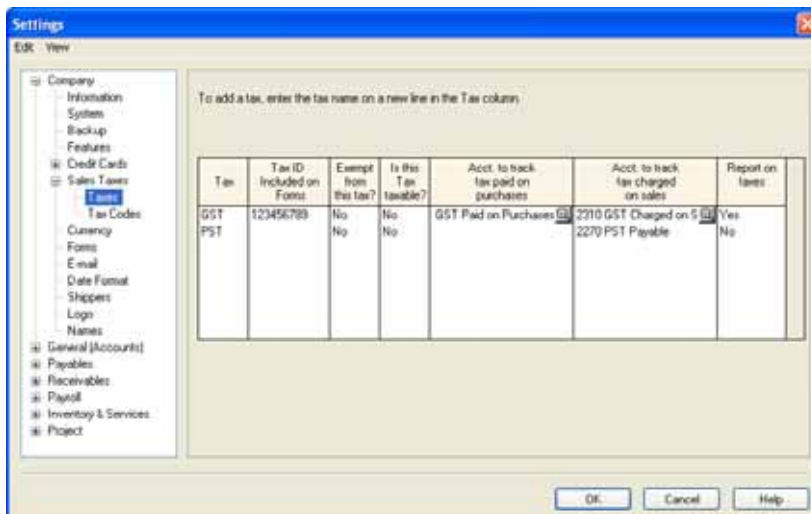 Settings
Edit View
Company
Information
System
Backup
Features
Credit Cards
Sales Taxes
Taxes
Tax Codes
Currency
Forms
E-mail
Date Format
Shippers
Logo
Names
General (Accounts)
Payables
Receivables
Payroll
Inventory & Services
Project
To add a tax, enter the tax name on a new line in the Tax column.
Tax Tax ID Included on Forms Exempt from this tax? Is this Tax taxable? Acct. to track tax paid on purchases Acct. to track tax charged on sales Report on taxes
GST 123456789 No No GST Paid on Purchases 2310 GST Charged on S Yes
PST No No 2270 PST Payable No
OK Cancel Help